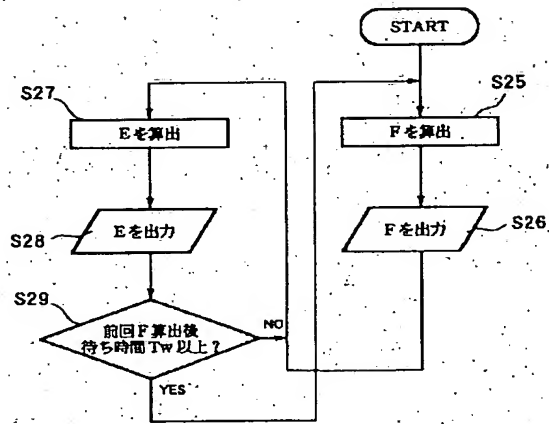 START
S25
Fを算出
Fを出力
S26
S27
Eを算出
S28
Eを出力
S29
前回F算出後
待ち時間Tw以上?
NO
YES